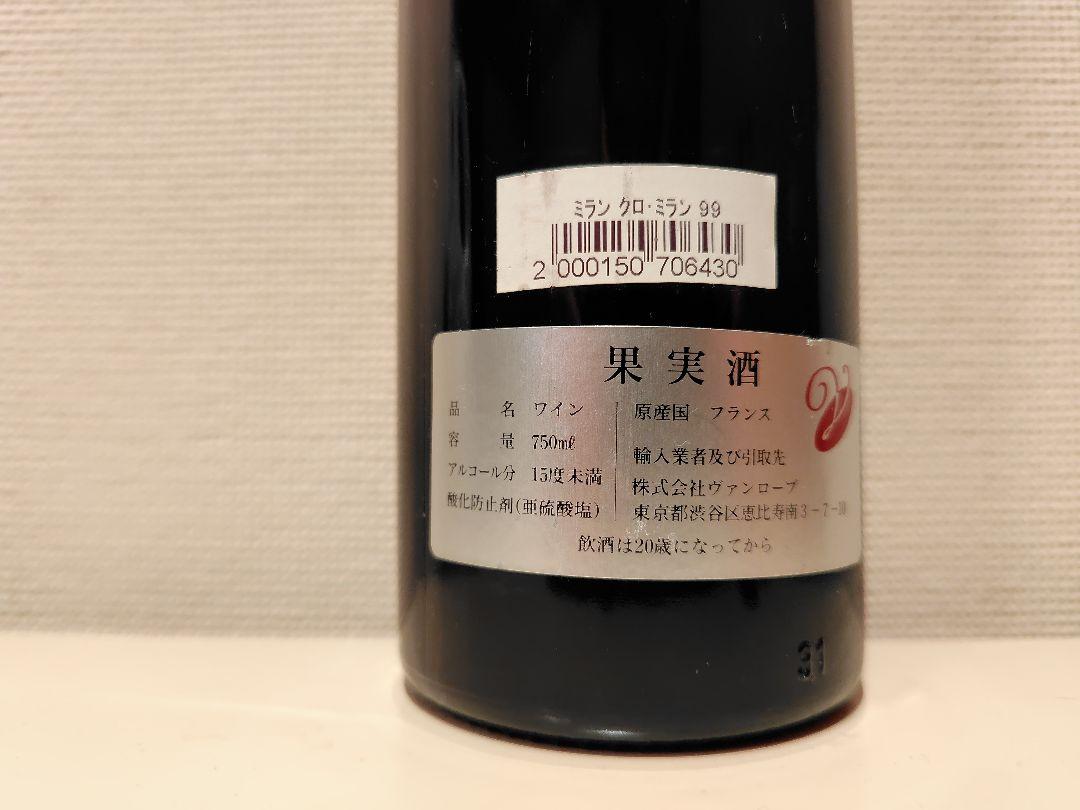 ミラン クロ・ミラン 99
2 000150 706430
果実酒
品名 ワイン
容量 750mℓ
アルコール分 15度未満
酸化防止剤(亜硫酸塩)
原産国 フランス
輸入業者及び引取先
株式会社ヴァンローブ
東京都渋谷区恵比寿南3-7-10
飲酒は20歳になってから
31